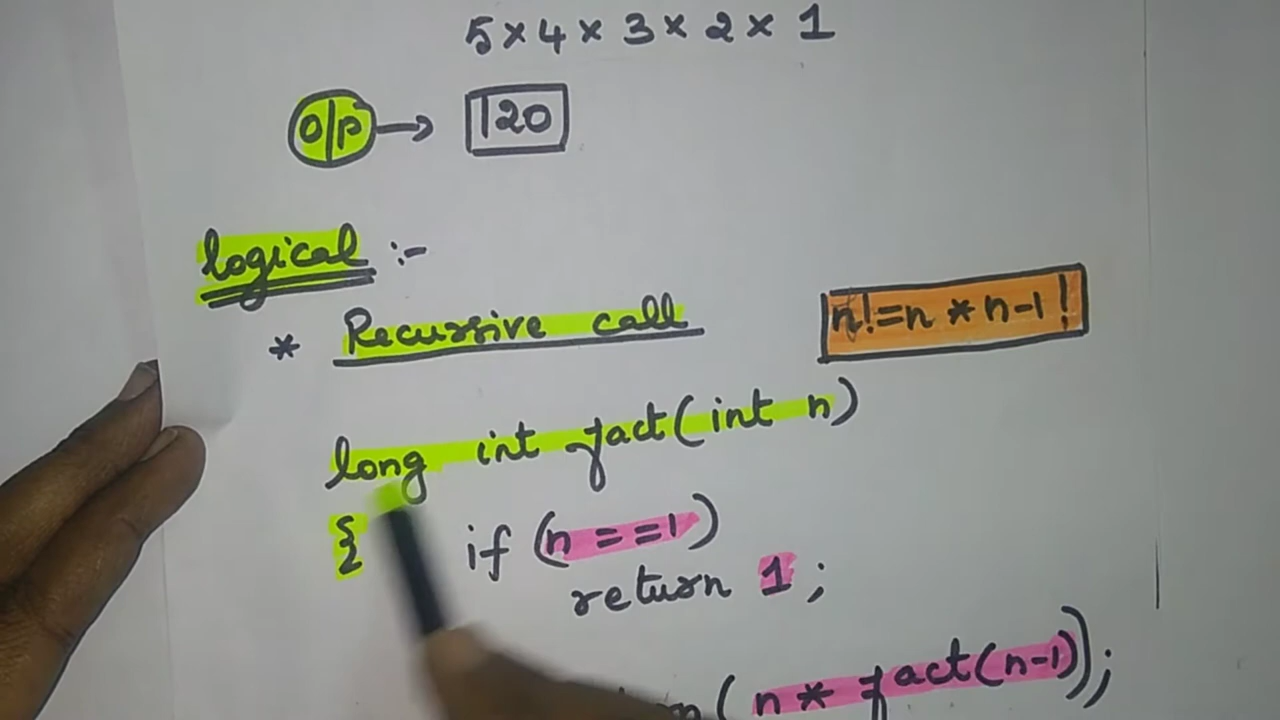 5 × 4 × 3 × 2 × 1
O|P → 120
logical :-
* Recursive call
n! = n * n-1 !
long int fact(int n)
{ if (n == 1)
return 1;
(n * fact(n-1));